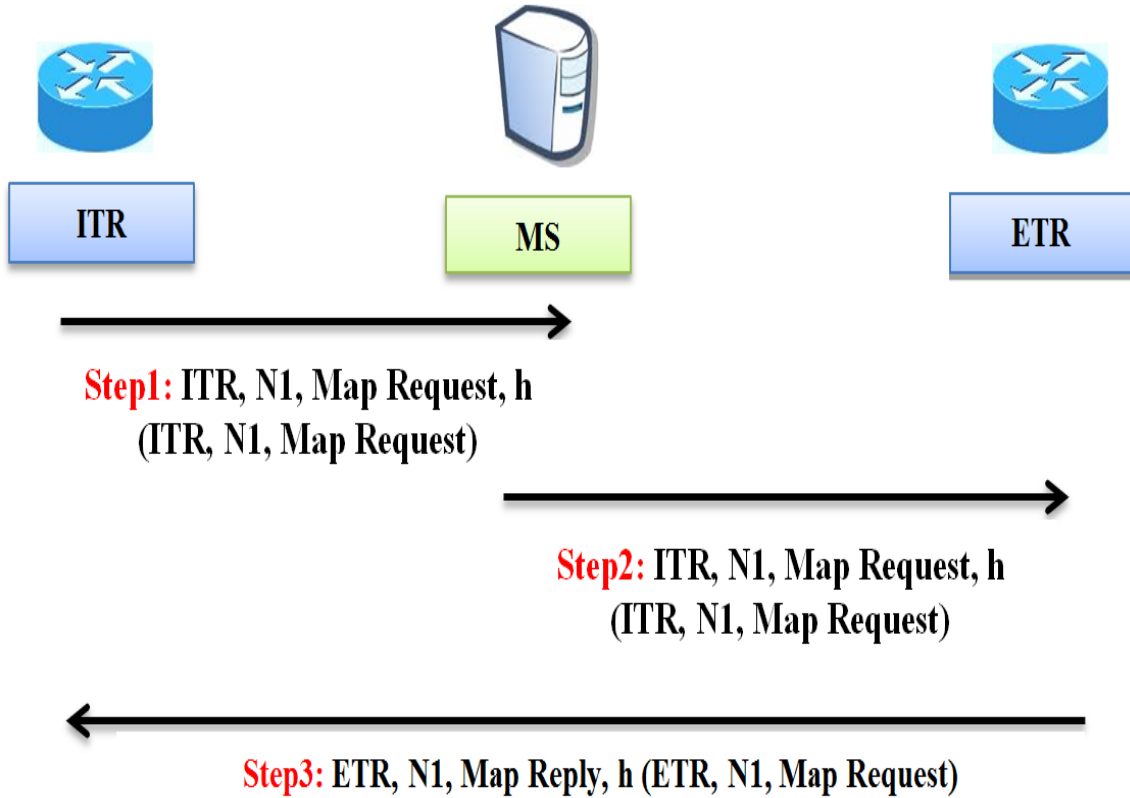 ITR
MS
ETR
Step1: ITR, N1, Map Request, h
(ITR, N1, Map Request)
Step2: ITR, N1, Map Request, h
(ITR, N1, Map Request)
Step3: ETR, N1, Map Reply, h (ETR, N1, Map Request)